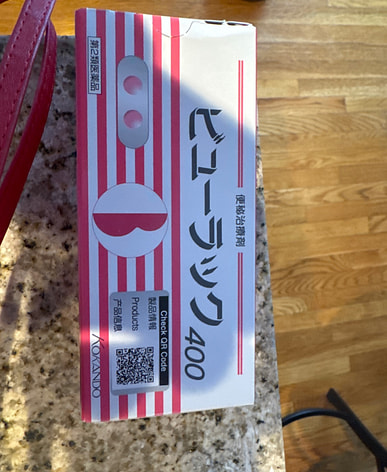 第②類医薬品
便秘治療剤
ビューラック400
Check QR Code
製品情報
Products
产品信息
KOKANDO